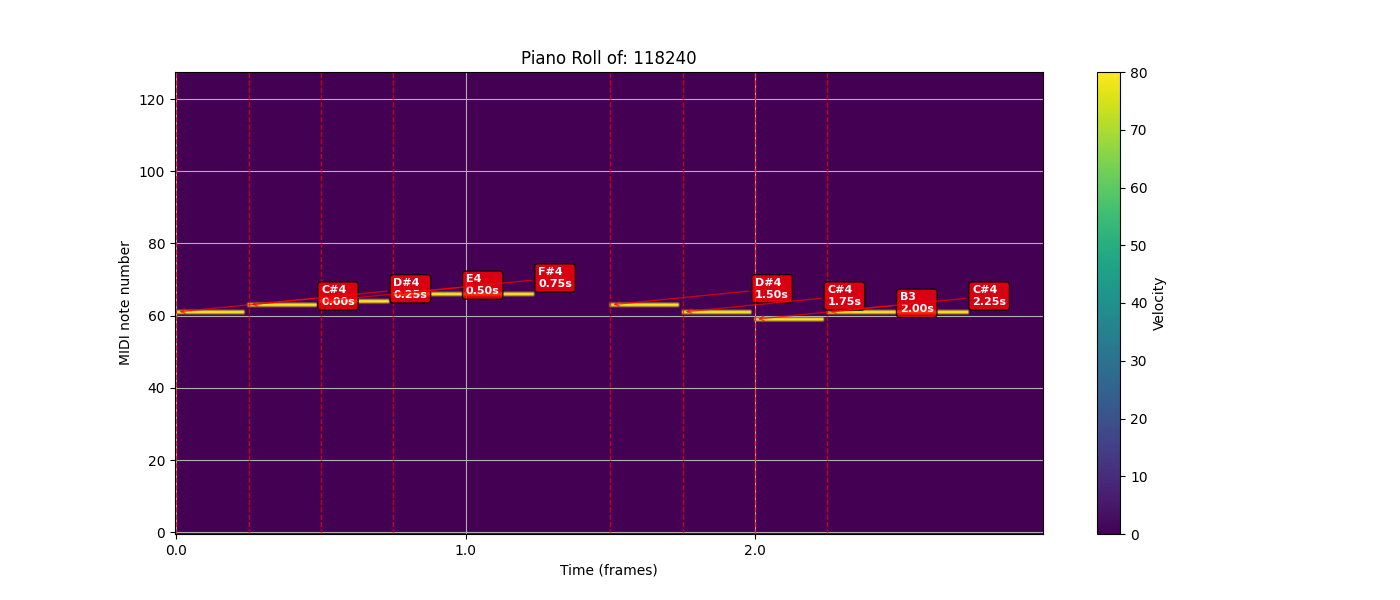 Piano Roll of: 118240
MIDI note number
120
100
80
60
40
20
0
C#4
0.00s
D#4
0.25s
E4
0.50s
F#4
0.75s
D#4
1.50s
C#4
1.75s
B3
2.00s
C#4
2.25s
0.0
1.0
2.0
Time (frames)
80
70
60
50
40
30
20
10
0
Velocity